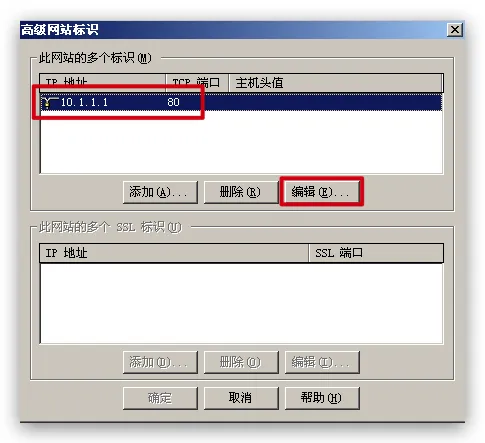 高级网站标识
此网站的多个标识(M)
IP 地址 TCP 端口 主机头值
10.1.1.1 80
添加(A)... 删除(R) 编辑(E)...
此网站的多个 SSL 标识(U)
IP 地址 SSL 端口
添加(D)... 删除(O) 编辑(I)...
确定 取消 帮助(H)